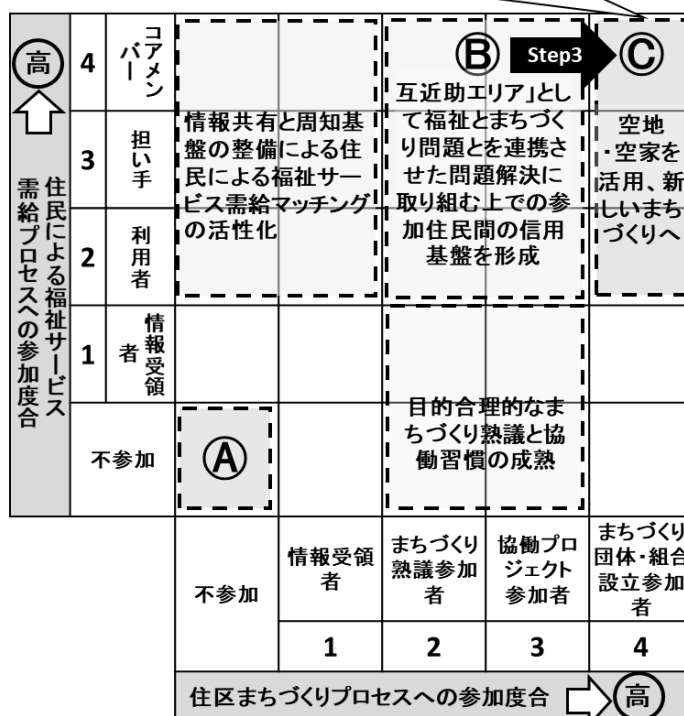 高
4
コアメン
バー
Ⓑ
Step3
Ⓒ
互近助エリア」とし
て福祉とまちづく
り問題とを連携さ
せた問題解決に
取り組む上での参
加住民間の信用
基盤を形成
情報共有と周知基
盤の整備による住
民による福祉サー
ビス需給マッチング
の活性化
空地
・空家を
活用、新
しいまち
づくりへ
3
担い手
2
利用者
1
情報受領
者
住民による福祉サービス
需給プロセスへの参加度合
不参加
Ⓐ
目的合理的なま
ちづくり熟議と協
働習慣の成熟
不参加
情報受領
者
まちづくり
熟議参加
者
協働プロ
ジェクト
参加者
まちづくり
団体・組合
設立参加
者
1
2
3
4
住区まちづくりプロセスへの参加度合
高